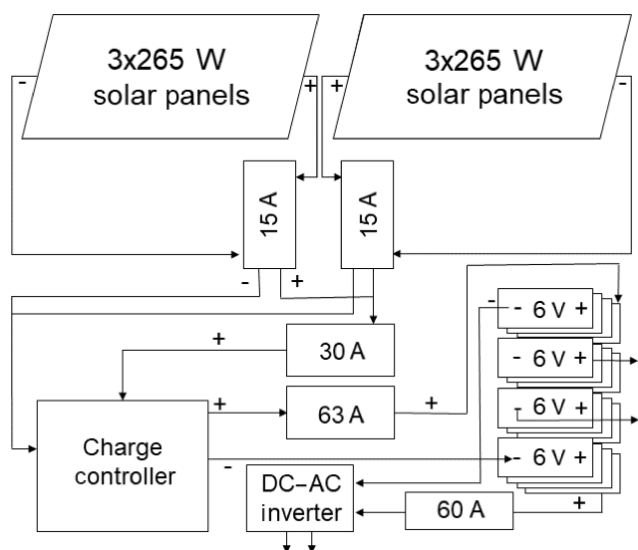 3x265 W
solar panels
3x265 W
solar panels
-
+
+
-
15 A
15 A
-
+
-
- 6 V +
+
30 A
- 6 V +
+
63 A
+
- 6 V +
Charge
controller
-
- 6 V +
DC–AC
inverter
60 A
+